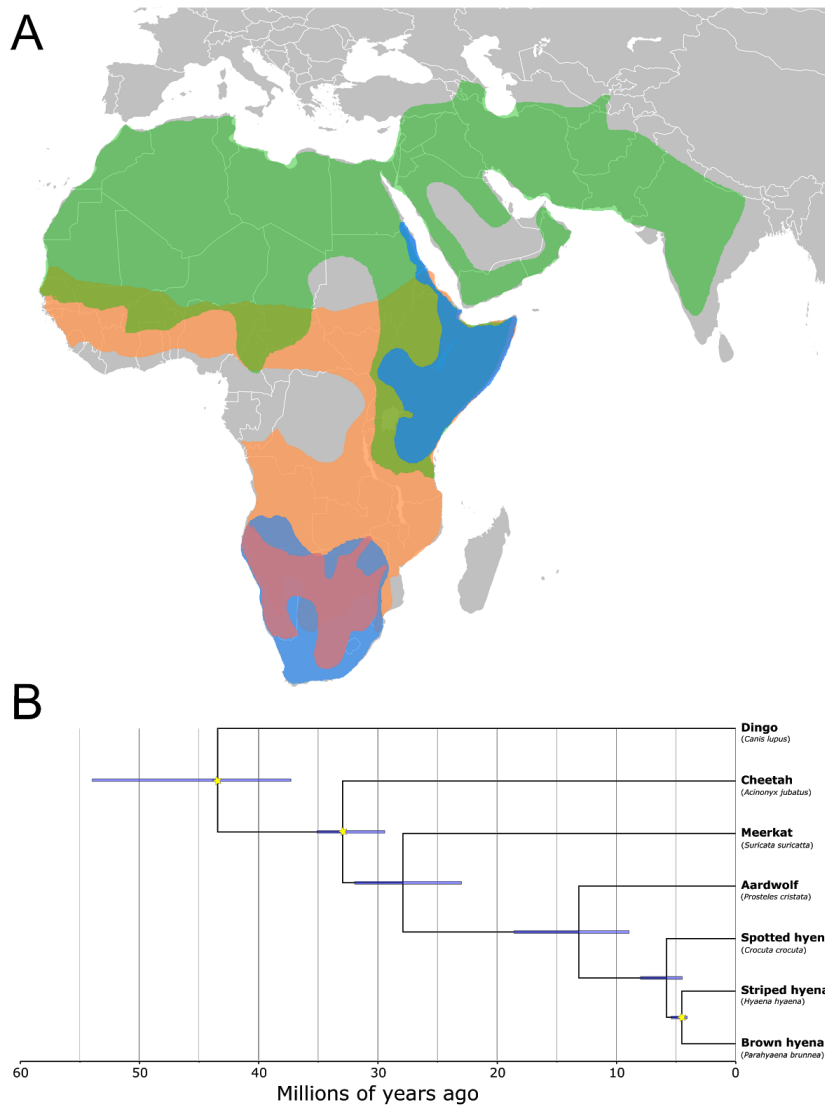 A
B
Dingo
(Canis lupus)
Cheetah
(Acinonyx jubatus)
Meerkat
(Suricata suricatta)
Aardwolf
(Prosteles cristata)
Spotted hyen
(Crocuta crocuta)
Striped hyena
(Hyaena hyaena)
Brown hyena
(Parahyaena brunnea)
60 50 40 30 20 10 0
Millions of years ago